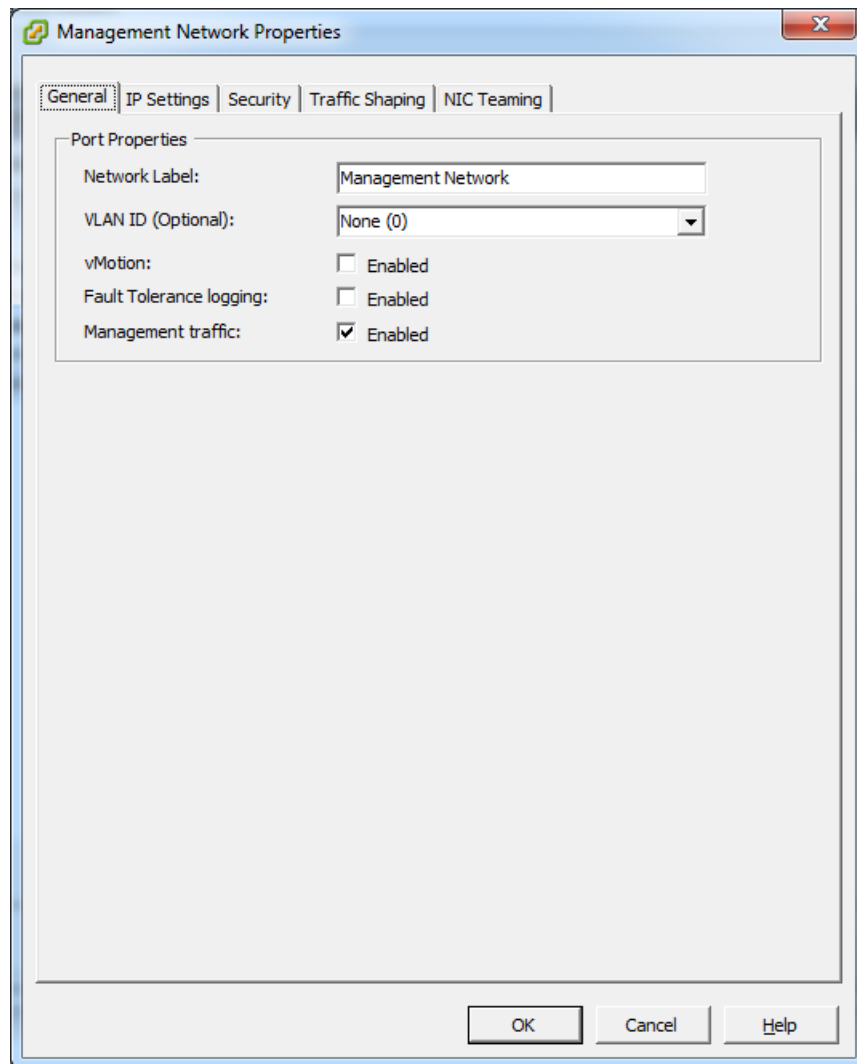 Management Network Properties
General IP Settings Security Traffic Shaping NIC Teaming
Port Properties
Network Label: Management Network
VLAN ID (Optional): None (0)
vMotion: Enabled
Fault Tolerance logging: Enabled
Management traffic: Enabled
OK Cancel Help